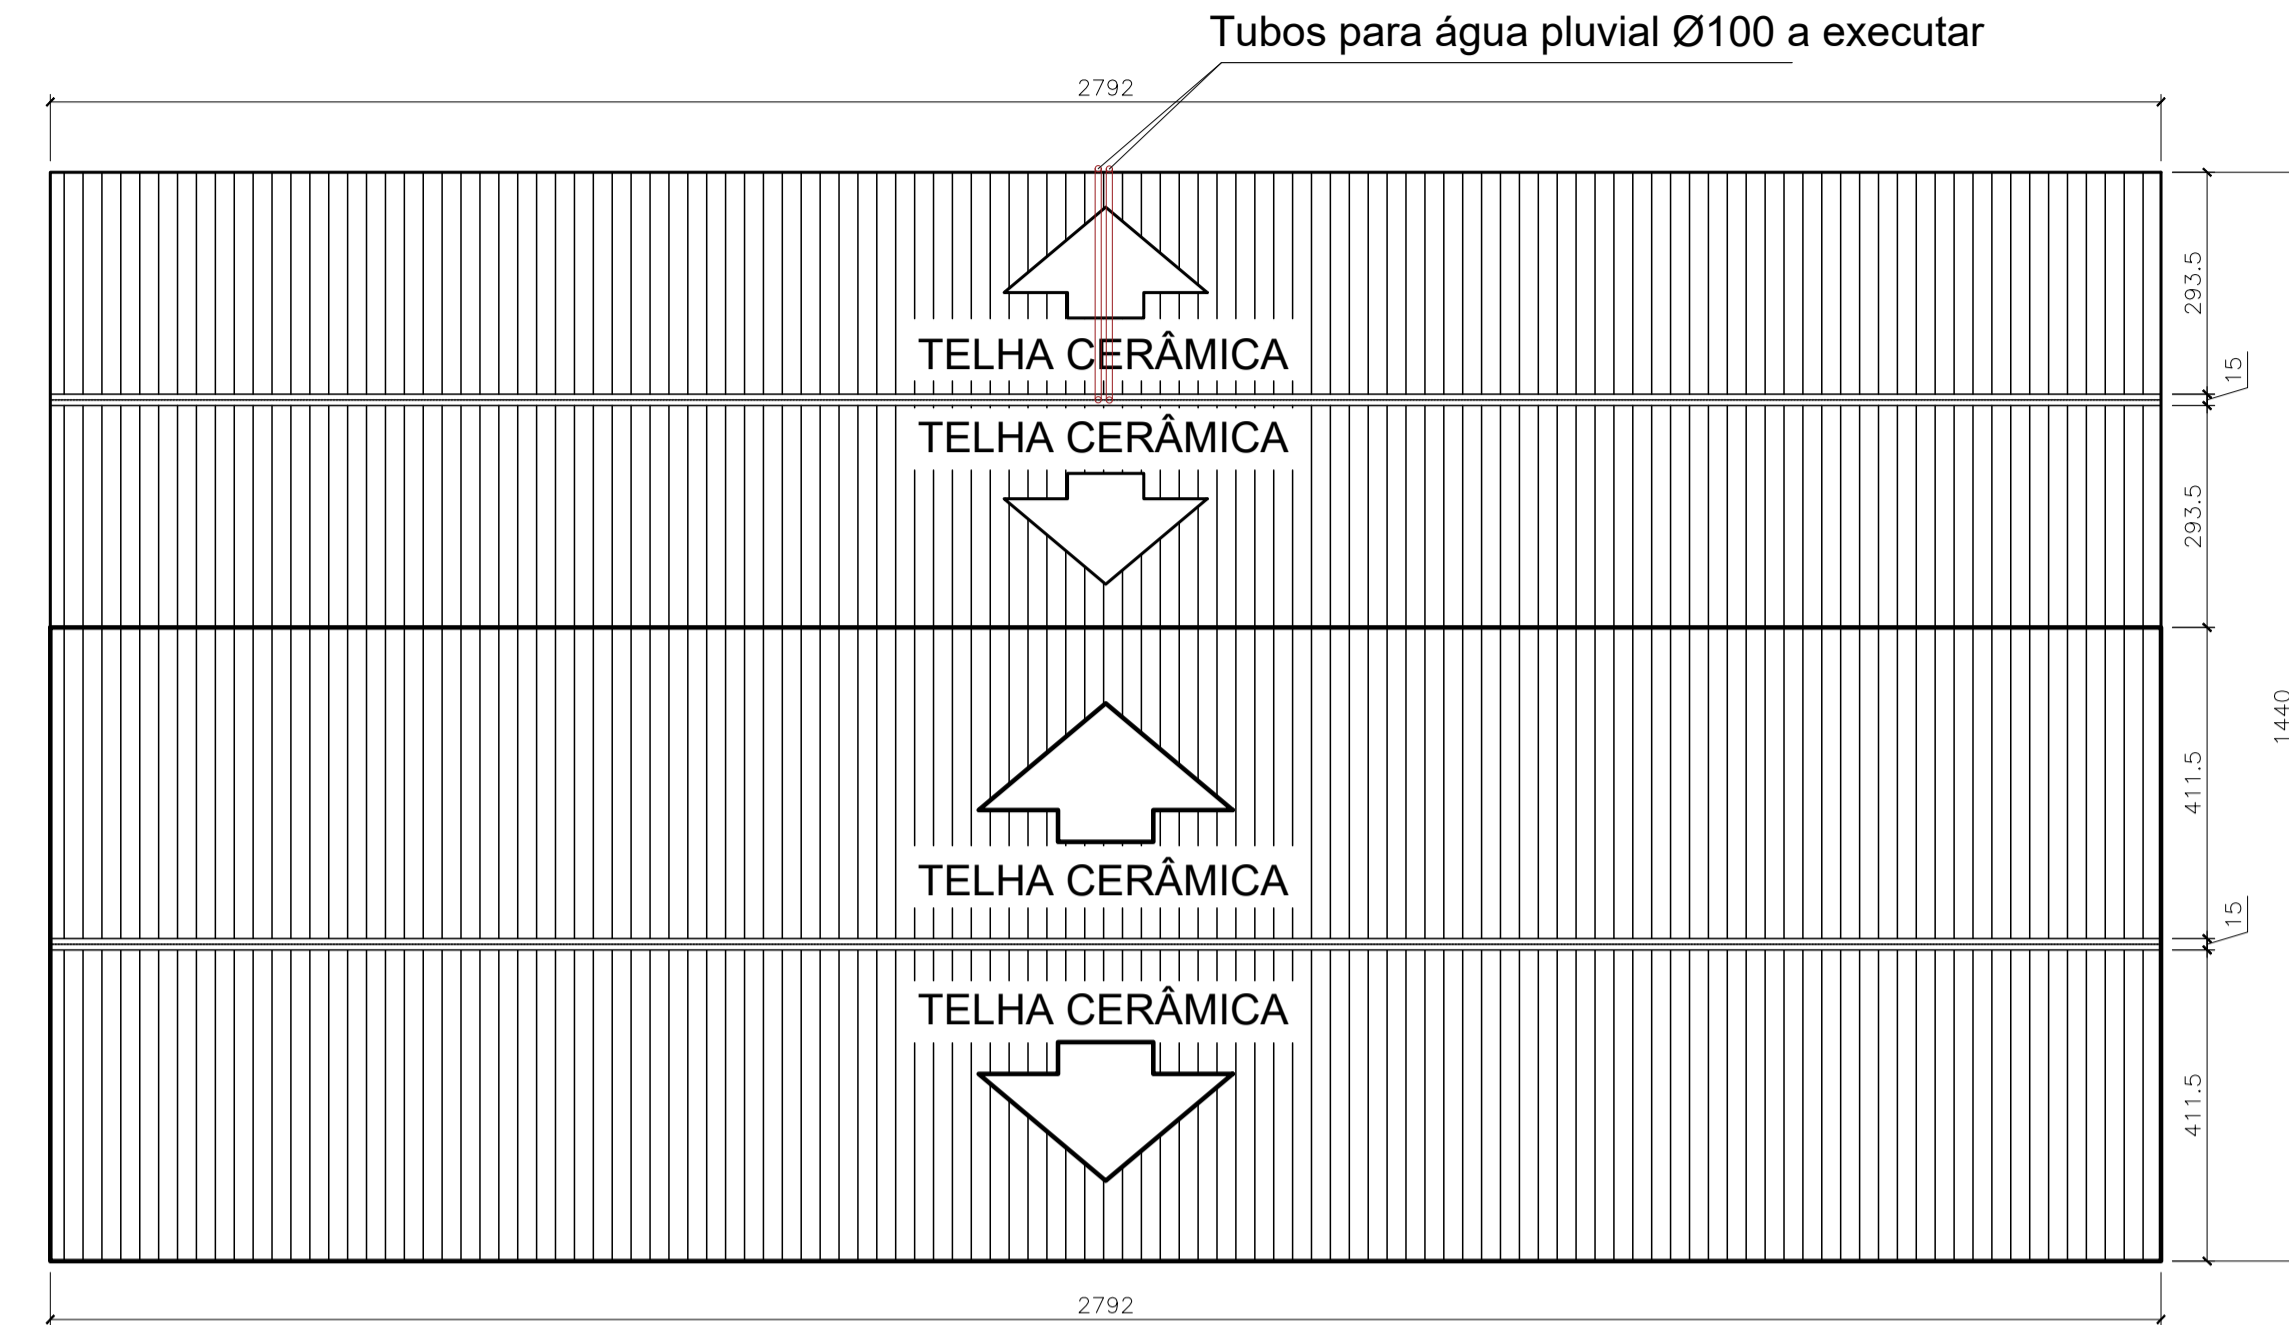 Tubos para água pluvial Ø100 a executar
2792
293.5
TELHA CERÂMICA
15
TELHA CERÂMICA
293.5
1440
411.5
TELHA CERÂMICA
15
TELHA CERÂMICA
411.5
2792